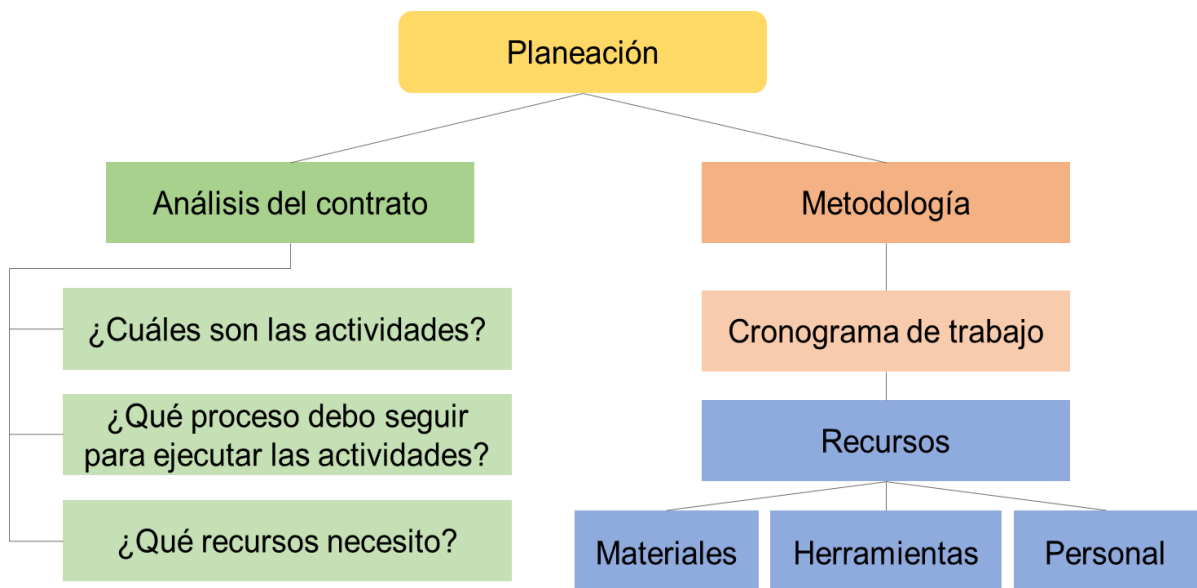 Planeación
Análisis del contrato
¿Cuáles son las actividades?
¿Qué proceso debo seguir
para ejecutar las actividades?
¿Qué recursos necesito?
Metodología
Cronograma de trabajo
Recursos
Materiales
Herramientas
Personal